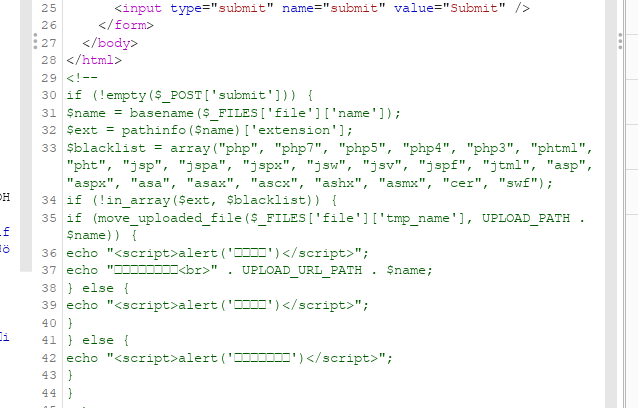 25 <input type="submit" name="submit" value="Submit" />
26 </form>
27 </body>
28 </html>
29 <!--
30 if (!empty($_POST['submit'])) {
31 $name = basename($_FILES['file']['name']);
32 $ext = pathinfo($name)['extension'];
33 $blacklist = array("php", "php7", "php5", "php4", "php3", "phtml",
"pht", "jsp", "jspa", "jspx", "jsw", "jsv", "jspf", "jtml", "asp",
"aspx", "asa", "asax", "ascx", "ashx", "asmx", "cer", "swf");
34 if (!in_array($ext, $blacklist)) {
35 if (move_uploaded_file($_FILES['file']['tmp_name'], UPLOAD_PATH .
$name)) {
36 echo "<script>alert('□□□□')</script>";
37 echo "□□□□□□□□<br>" . UPLOAD_URL_PATH . $name;
38 } else {
39 echo "<script>alert('□□□□')</script>";
40 }
41 } else {
42 echo "<script>alert('□□□□□□□')</script>";
43 }
44 }